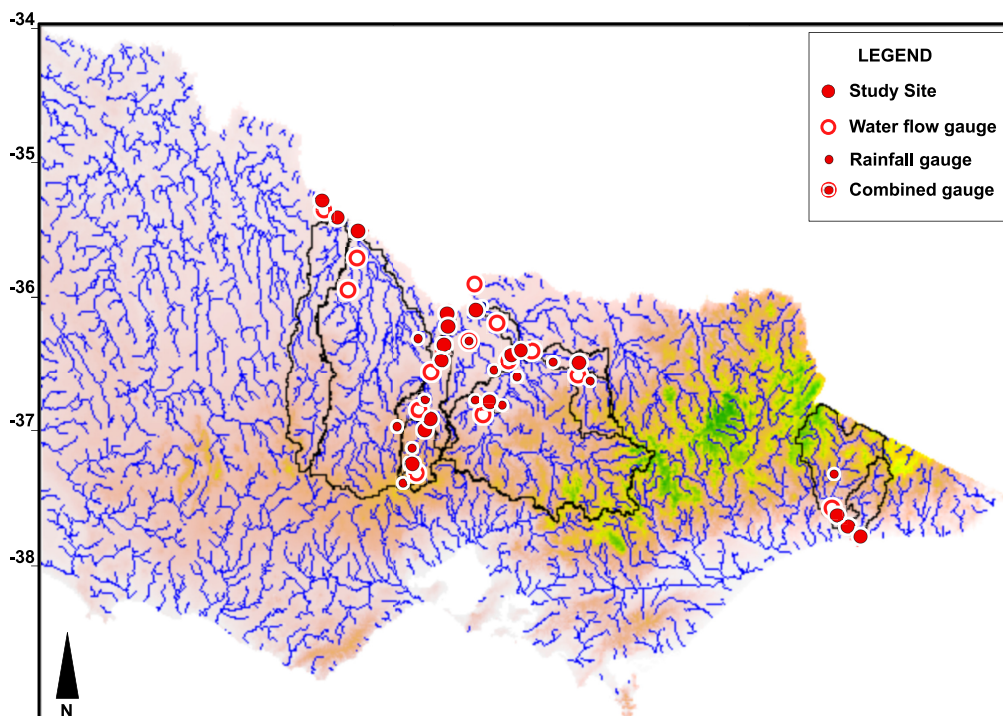 -34
-35
-36
-37
-38
LEGEND
Study Site
Water flow gauge
Rainfall gauge
Combined gauge
N